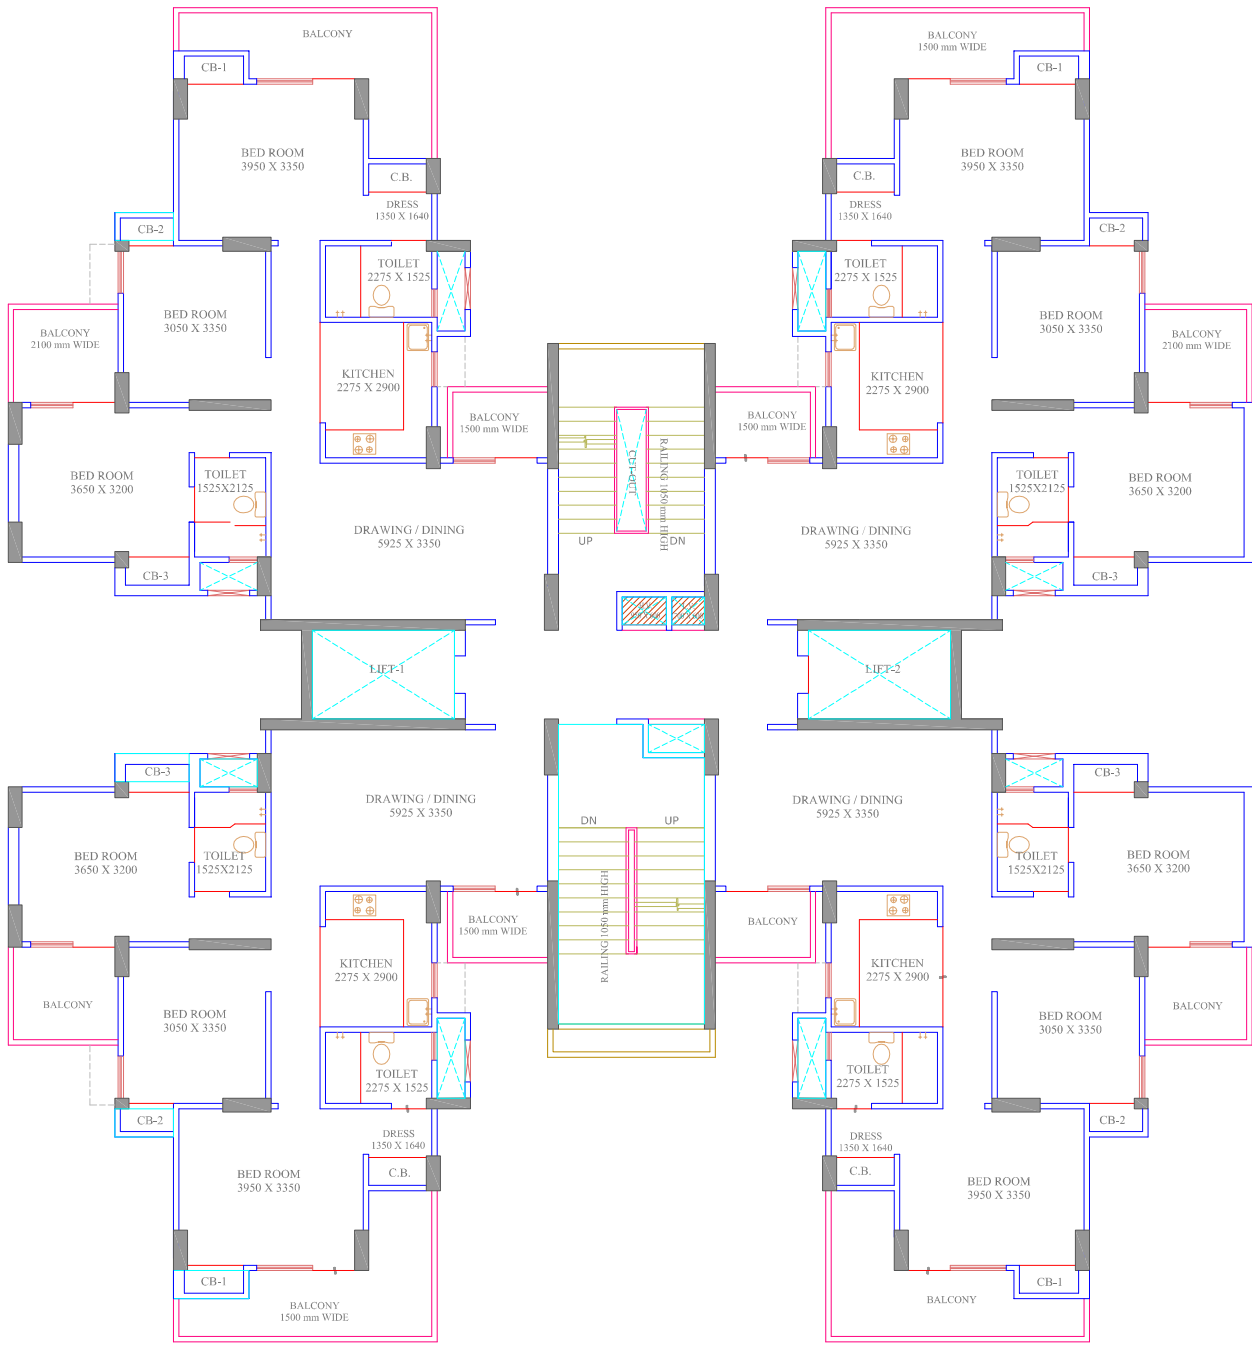 BALCONY
BALCONY
1500 mm WIDE
CB-1
CB-1
BED ROOM
3950 X 3350
BED ROOM
3950 X 3350
C.B.
C.B.
DRESS
1350 X 1640
DRESS
1350 X 1640
CB-2
CB-2
TOILET
2275 X 1525
TOILET
2275 X 1525
BED ROOM
3050 X 3350
BED ROOM
3050 X 3350
BALCONY
2100 mm WIDE
BALCONY
2100 mm WIDE
KITCHEN
2275 X 2900
KITCHEN
2275 X 2900
BALCONY
1500 mm WIDE
BALCONY
1500 mm WIDE
CUT-OUT
RAILING 1050 mm HIGH
BED ROOM
3650 X 3200
TOILET
1525X2125
TOILET
1525X2125
BED ROOM
3650 X 3200
DRAWING / DINING
5925 X 3350
UP
DN
DRAWING / DINING
5925 X 3350
CB-3
CB-3
LIFT-1
LIFT-2
CB-3
CB-3
DRAWING / DINING
5925 X 3350
DN
UP
DRAWING / DINING
5925 X 3350
BED ROOM
3650 X 3200
TOILET
1525X2125
TOILET
1525X2125
BED ROOM
3650 X 3200
RAILING 1050 mm HIGH
BALCONY
1500 mm WIDE
BALCONY
KITCHEN
2275 X 2900
KITCHEN
2275 X 2900
BALCONY
BALCONY
BED ROOM
3050 X 3350
BED ROOM
3050 X 3350
TOILET
2275 X 1525
TOILET
2275 X 1525
CB-2
CB-2
DRESS
1350 X 1640
DRESS
1350 X 1640
BED ROOM
3950 X 3350
C.B.
C.B.
BED ROOM
3950 X 3350
CB-1
CB-1
BALCONY
1500 mm WIDE
BALCONY